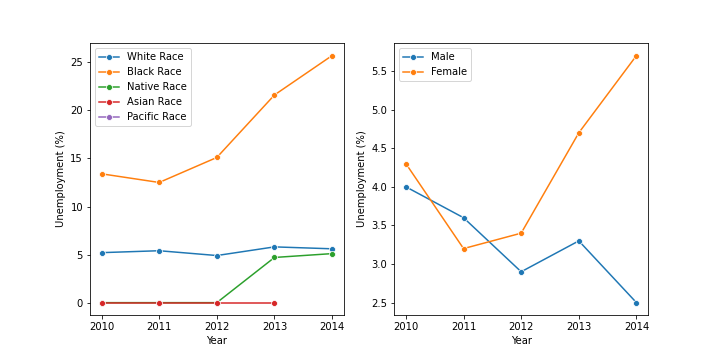 White Race
Black Race
Native Race
Asian Race
Pacific Race
25
20
15
10
5
0
Unemployment (%)
2010 2011 2012 2013 2014
Year
Male
Female
5.5
5.0
4.5
4.0
3.5
3.0
2.5
Unemployment (%)
2010 2011 2012 2013 2014
Year